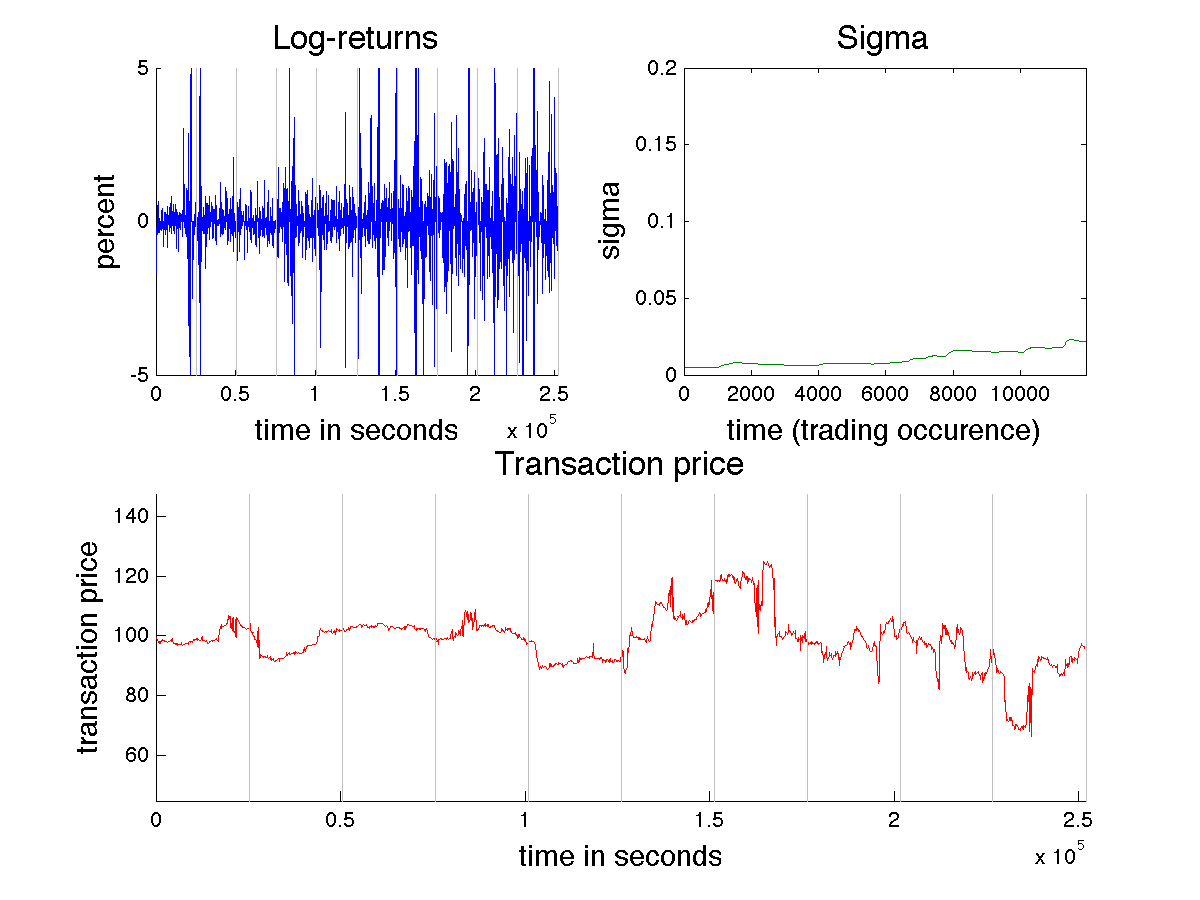 Log-returns
5
0
-5
percent
0
0.5
1
1.5
2
2.5
x 10^5
time in seconds
Sigma
0.2
0.15
0.1
0.05
0
sigma
0
2000
4000
6000
8000
10000
time (trading occurence)
Transaction price
140
120
100
80
60
transaction price
0
0.5
1
1.5
2
2.5
x 10^5
time in seconds